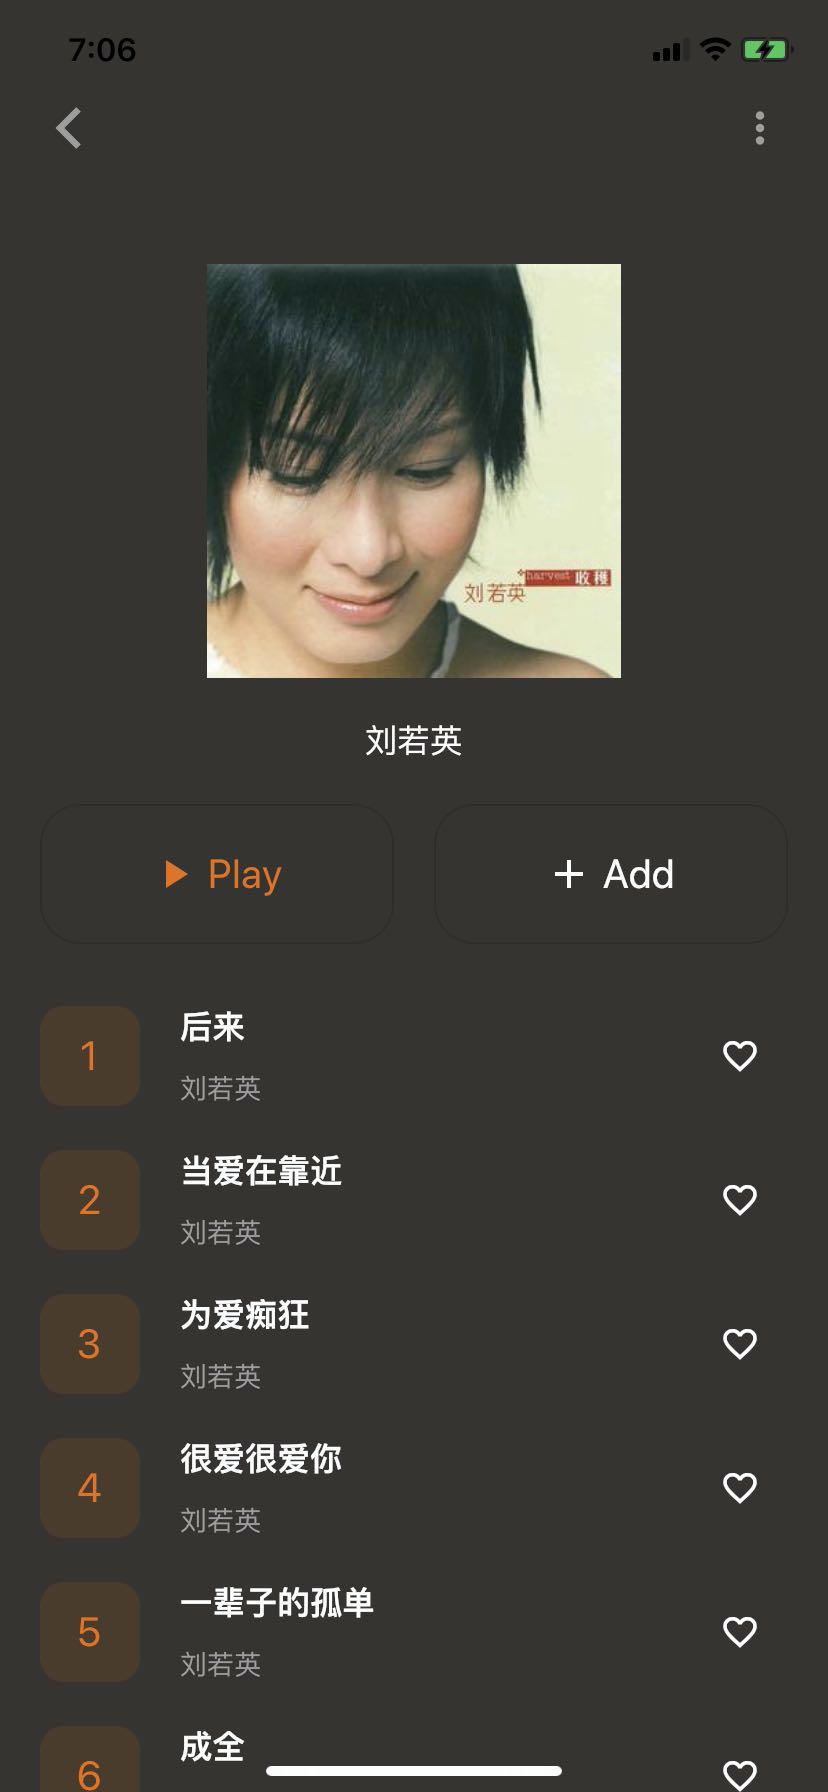 7:06
harvest 收穫
刘若英
刘若英
Play
Add
1
后来
刘若英
2
当爱在靠近
刘若英
3
为爱痴狂
刘若英
4
很爱很爱你
刘若英
5
一辈子的孤单
刘若英
6
成全